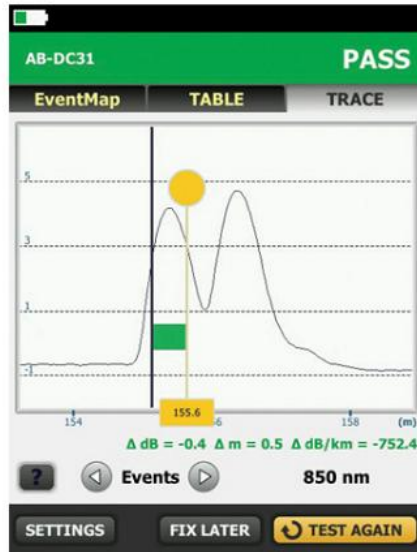 AB-DC31 PASS
EventMap TABLE TRACE
5
3
1
-1
155.6
154 56 158 (m)
Δ dB = -0.4 Δ m = 0.5 Δ dB/km = -752.4
? Events 850 nm
SETTINGS FIX LATER TEST AGAIN